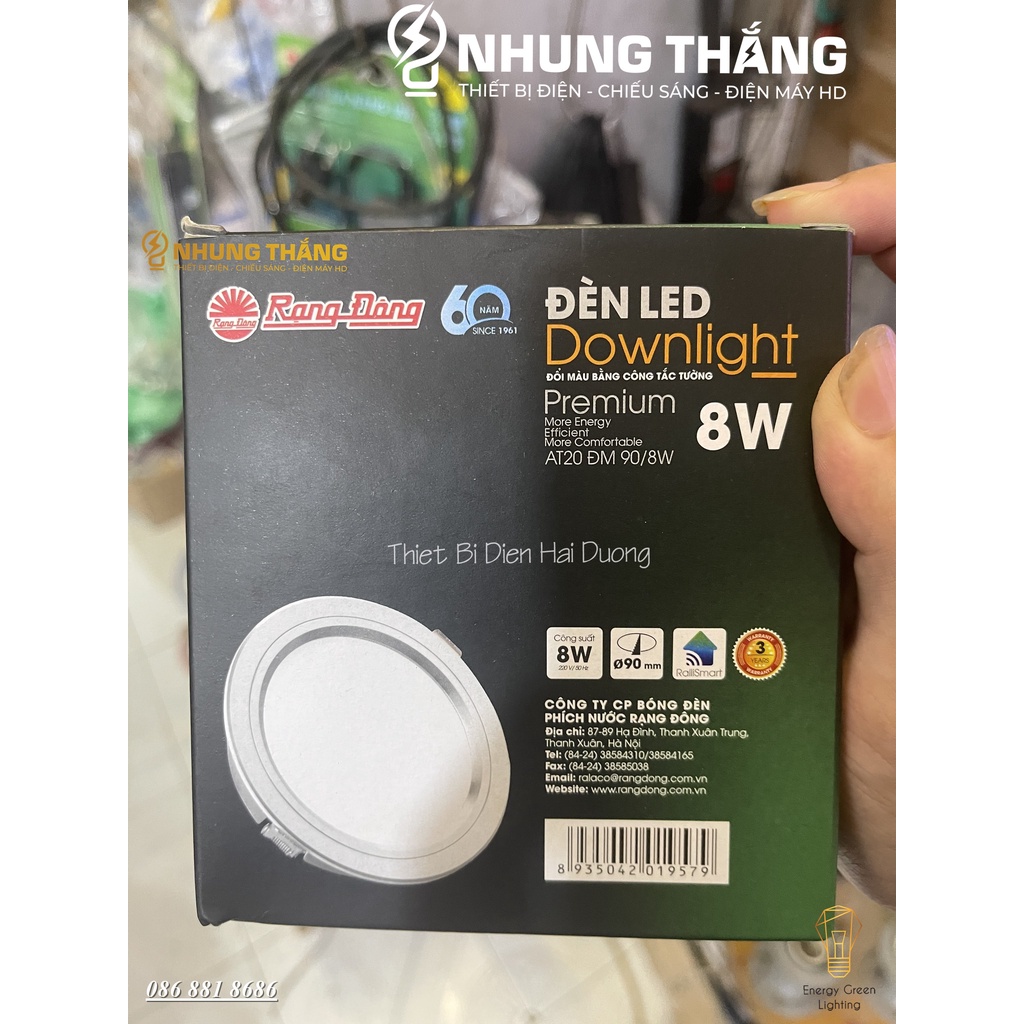 NHUNG THẮNG
THIẾT BỊ ĐIỆN - CHIẾU SÁNG - ĐIỆN MÁY HD
NHUNG THẮNG
THIẾT BỊ ĐIỆN - CHIẾU SÁNG - ĐIỆN MÁY HD
Rạng Đông
Rạng Đông
60 NĂM
SINCE 1961
ĐÈN LED
Downlight
ĐỔI MÀU BẰNG CÔNG TẮC TƯỜNG
Premium
More Energy
Efficient
More Comfortable
8W
AT20 ĐM 90/8W
Thiet Bi Dien Hai Duong
Công suất
8W
220 V/ 50 Hz
Ø90 mm
RalliSmart
WARRANTY
3
YEARS
WARRANTY
CÔNG TY CP BÓNG ĐÈN
PHÍCH NƯỚC RẠNG ĐÔNG
Địa chỉ: 87-89 Hạ Đình, Thanh Xuân Trung,
Thanh Xuân, Hà Nội
Tel: (84-24) 38584310/38584165
Fax: (84-24) 38585038
Email: ralaco@rangdong.com.vn
Website: www.rangdong.com.vn
8 935042 019579
086 881 8686
Energy Green
Lighting